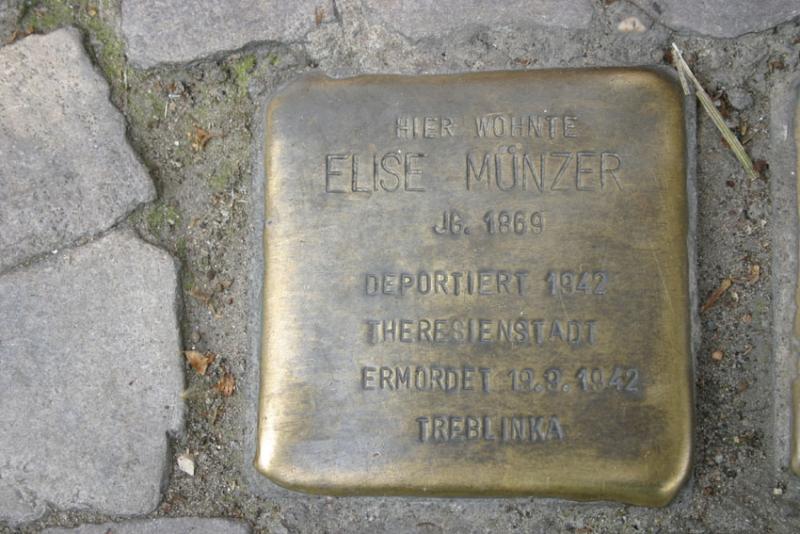 HIER WOHNTE
ELISE MÜNZER
JG. 1869
DEPORTIERT 1942
THERESIENSTADT
ERMORDET 19.9.1942
TREBLINKA